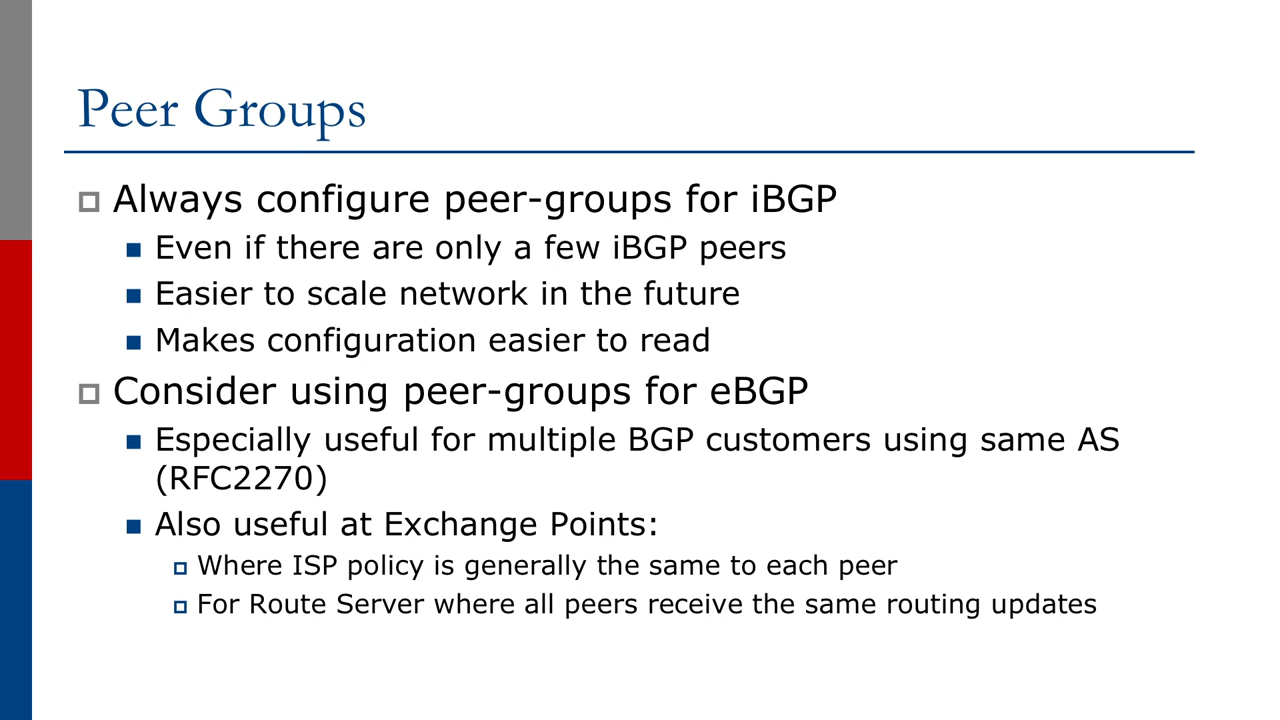 Peer Groups
Always configure peer-groups for iBGP
Even if there are only a few iBGP peers
Easier to scale network in the future
Makes configuration easier to read
Consider using peer-groups for eBGP
Especially useful for multiple BGP customers using same AS
(RFC2270)
Also useful at Exchange Points:
Where ISP policy is generally the same to each peer
For Route Server where all peers receive the same routing updates